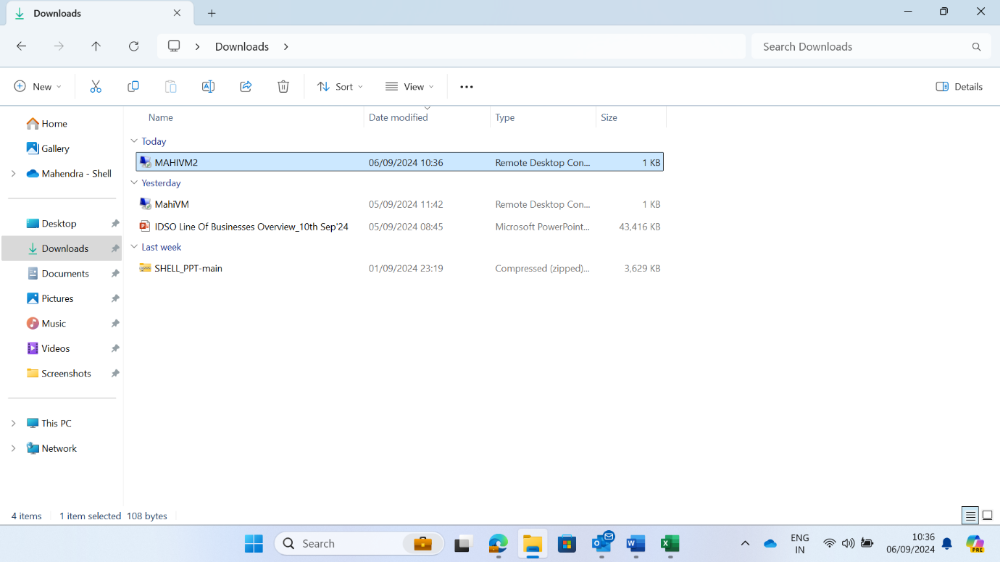 Downloads
Downloads
Search Downloads
New
Sort
View
Details
Home
Gallery
Mahendra - Shell
Desktop
Downloads
Documents
Pictures
Music
Videos
Screenshots
This PC
Network
Name Date modified Type Size
Today
MAHIVM2 06/09/2024 10:36 Remote Desktop Con... 1 KB
Yesterday
MahiVM 05/09/2024 11:42 Remote Desktop Con... 1 KB
IDSO Line Of Businesses Overview_10th Sep'24 05/09/2024 08:45 Microsoft PowerPoint... 43,416 KB
Last week
SHELL_PPT-main 01/09/2024 23:19 Compressed (zipped)... 3,629 KB
4 items 1 item selected 108 bytes
Search
ENG
IN
10:36
06/09/2024
PRE